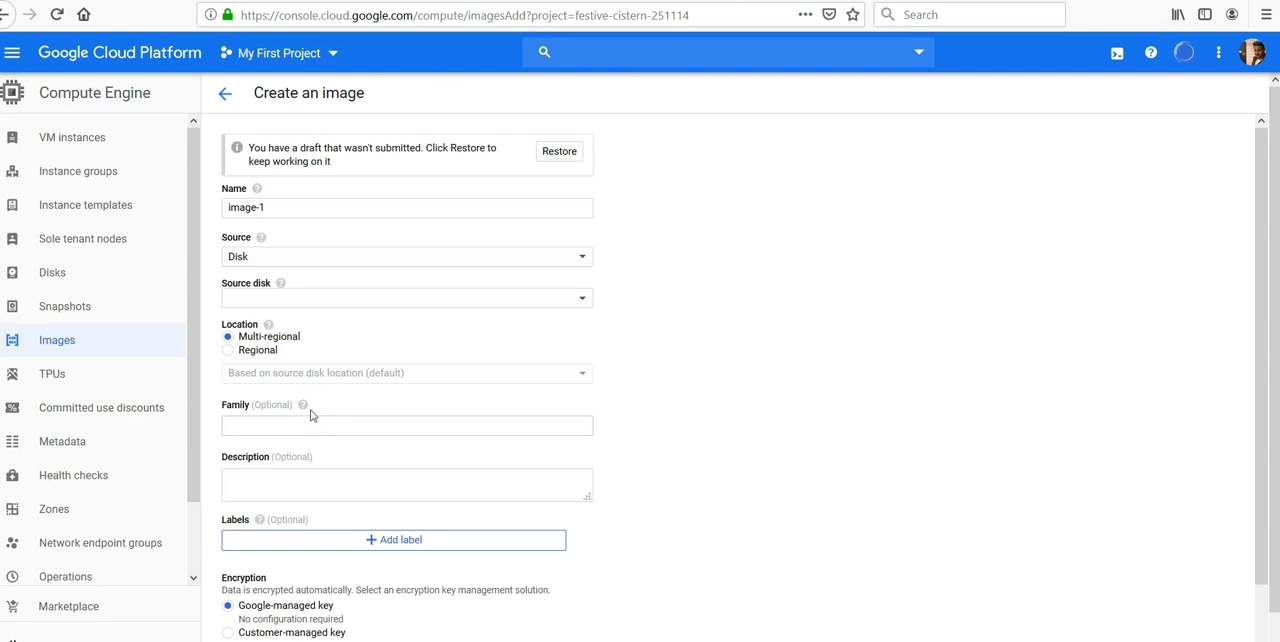 https://console.cloud.google.com/compute/imagesAdd?project=festive-cistern-251114
Search
Google Cloud Platform
My First Project
Compute Engine
Create an image
VM instances
Instance groups
Instance templates
Sole tenant nodes
Disks
Snapshots
Images
TPUs
Committed use discounts
Metadata
Health checks
Zones
Network endpoint groups
Operations
Marketplace
You have a draft that wasn't submitted. Click Restore to
keep working on it
Restore
Name
image-1
Source
Disk
Source disk
Location
Multi-regional
Regional
Based on source disk location (default)
Family (Optional)
Description (Optional)
Labels (Optional)
+ Add label
Encryption
Data is encrypted automatically. Select an encryption key management solution.
Google-managed key
No configuration required
Customer-managed key